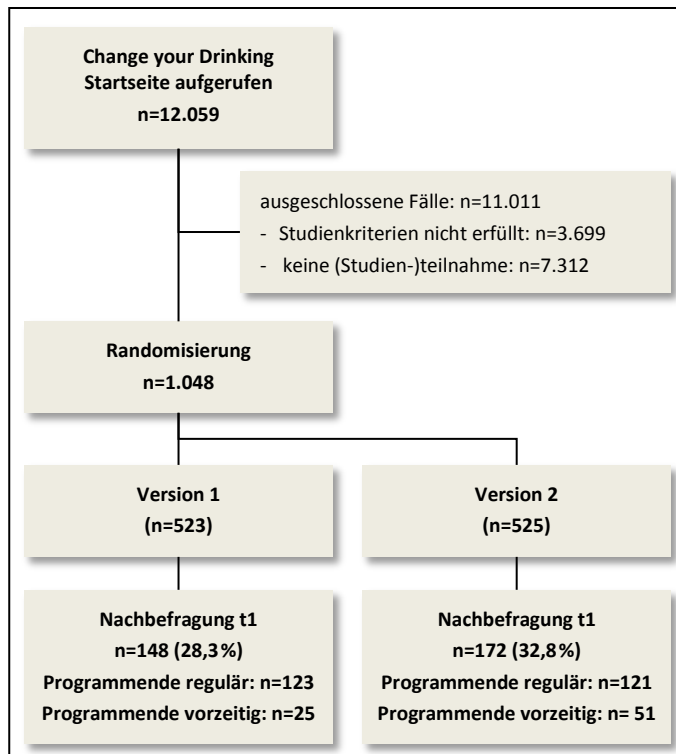 Change your Drinking
Startseite aufgerufen
n=12.059
ausgeschlossene Fälle: n=11.011
- Studienkriterien nicht erfüllt: n=3.699
- keine (Studien-)teilnahme: n=7.312
Randomisierung
n=1.048
Version 1
(n=523)
Version 2
(n=525)
Nachbefragung t1
n=148 (28,3%)
Programmende regulär: n=123
Programmende vorzeitig: n=25
Nachbefragung t1
n=172 (32,8%)
Programmende regulär: n=121
Programmende vorzeitig: n= 51